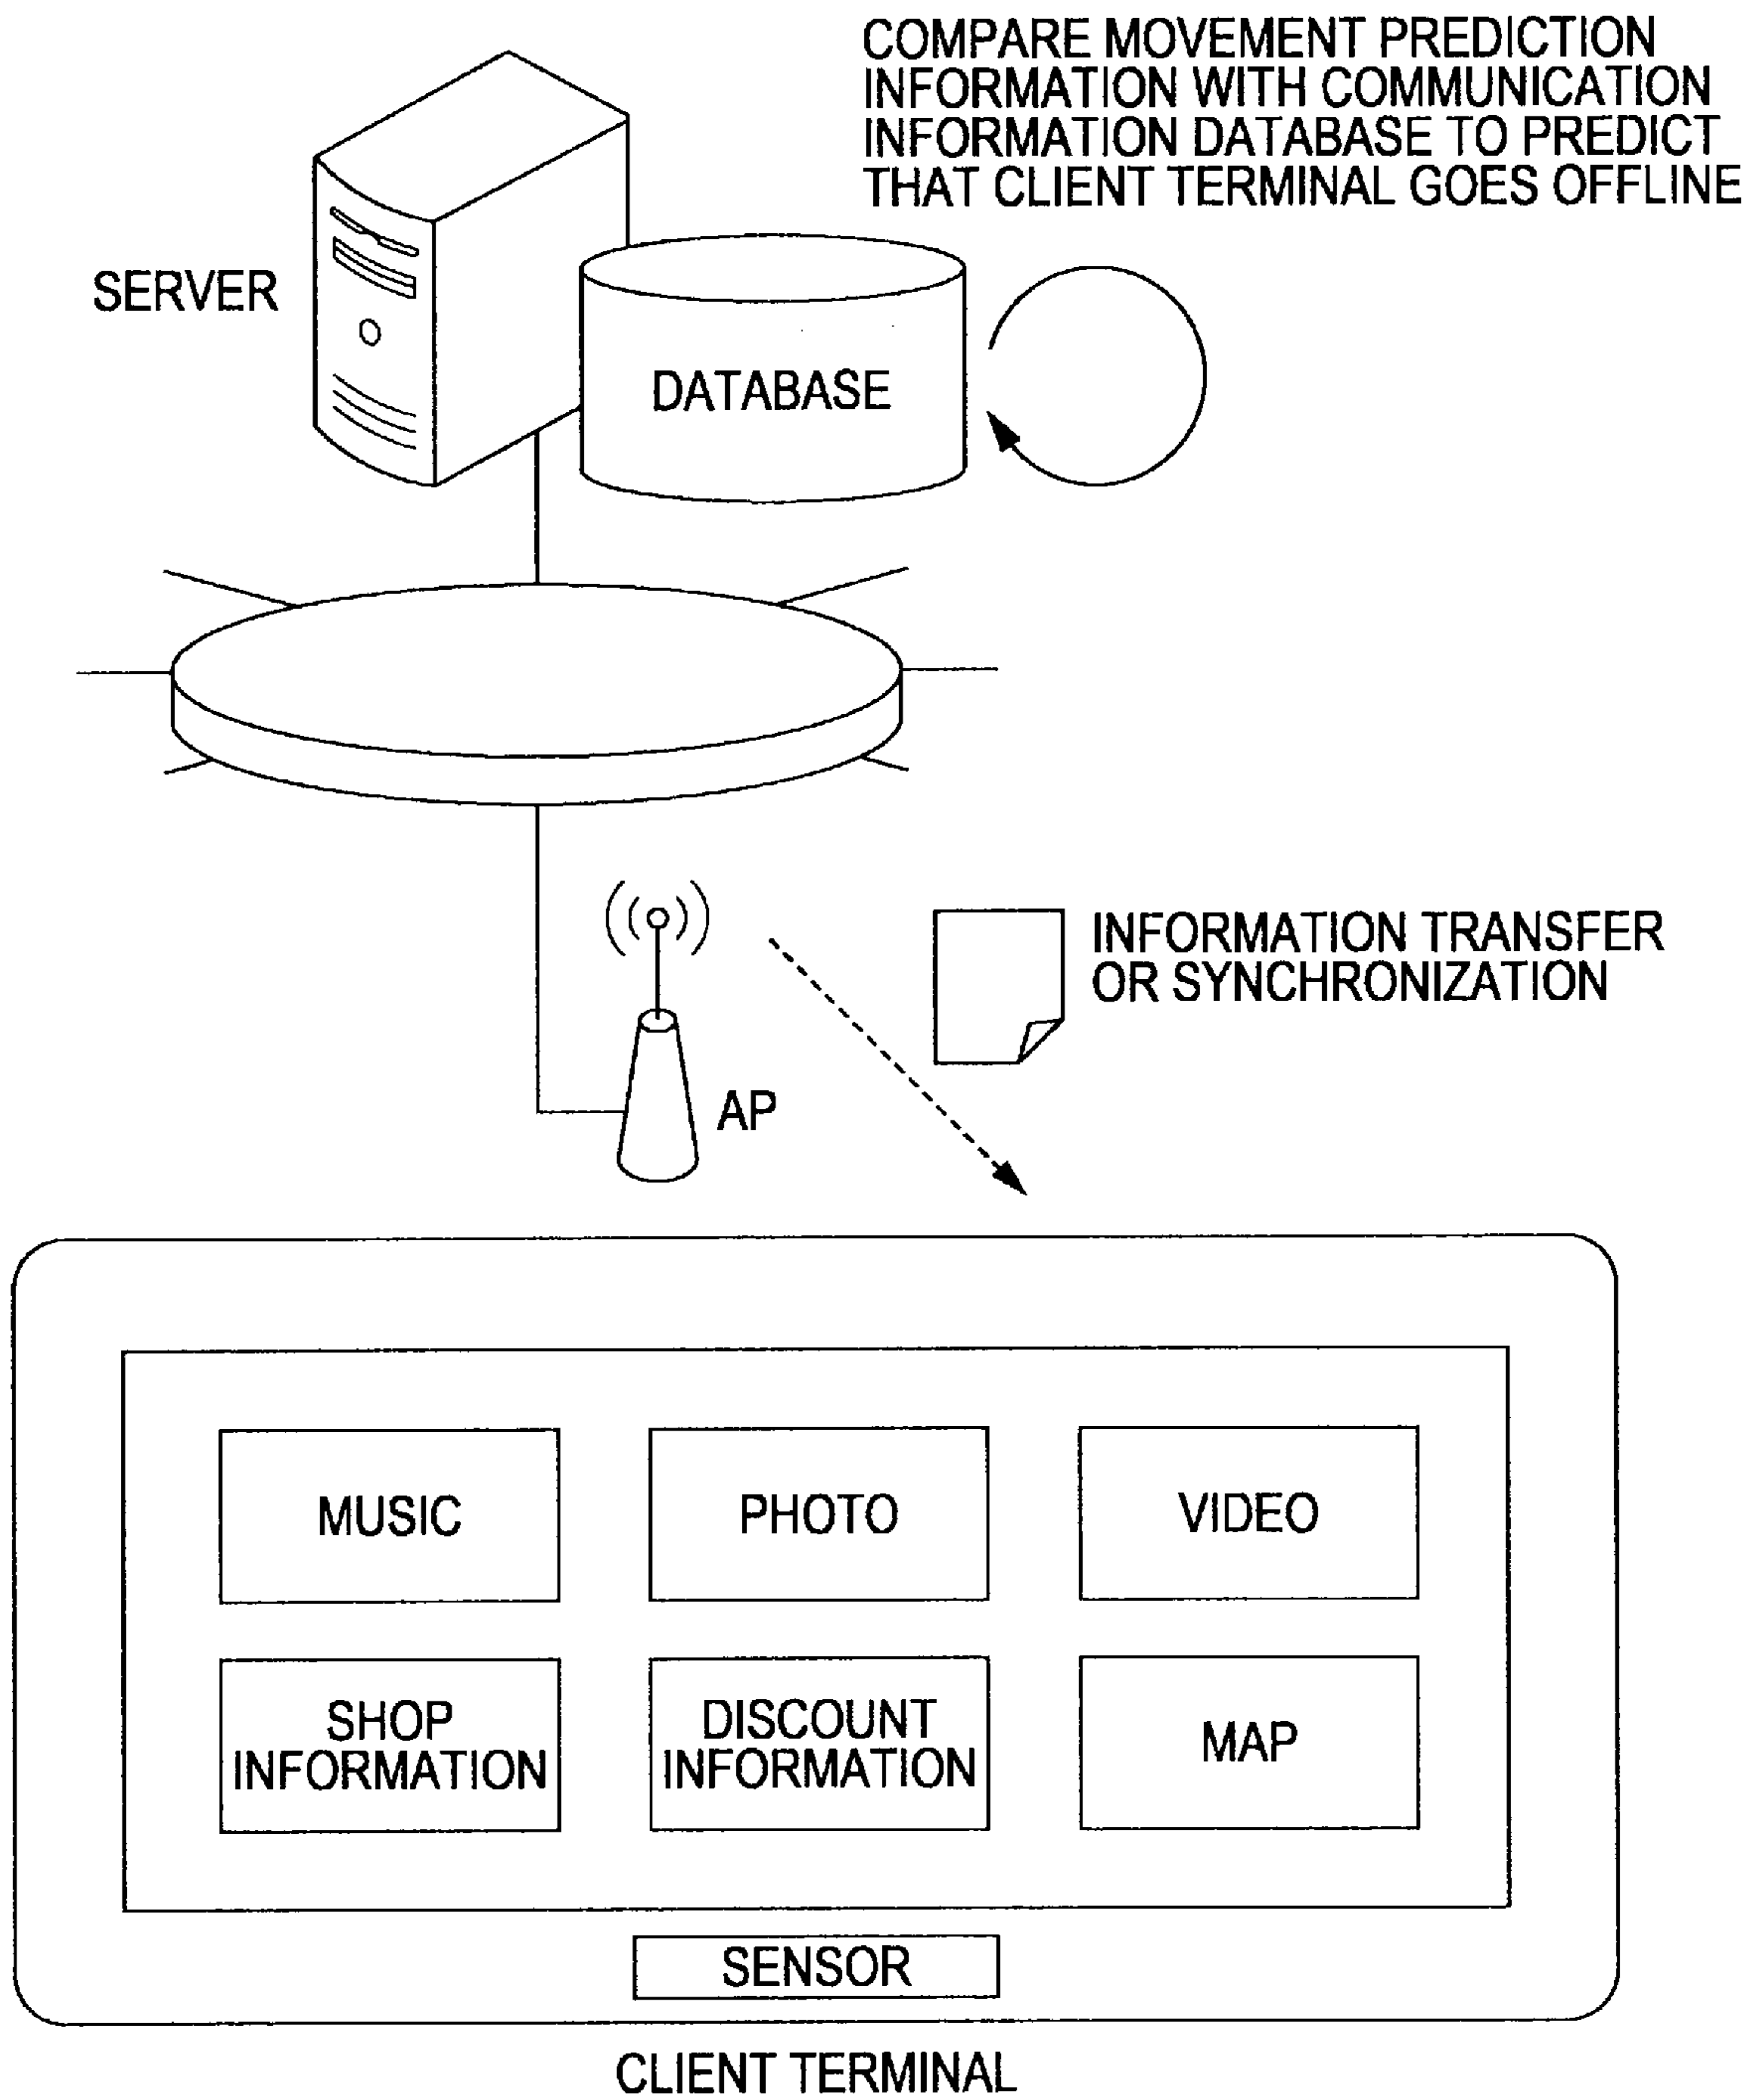 COMPARE MOVEMENT PREDICTION
INFORMATION WITH COMMUNICATION
INFORMATION DATABASE TO PREDICT
THAT CLIENT TERMINAL GOES OFFLINE
SERVER
DATABASE
INFORMATION TRANSFER
OR SYNCHRONIZATION
AP
MUSIC
PHOTO
VIDEO
SHOP
INFORMATION
DISCOUNT
INFORMATION
MAP
SENSOR
CLIENT TERMINAL